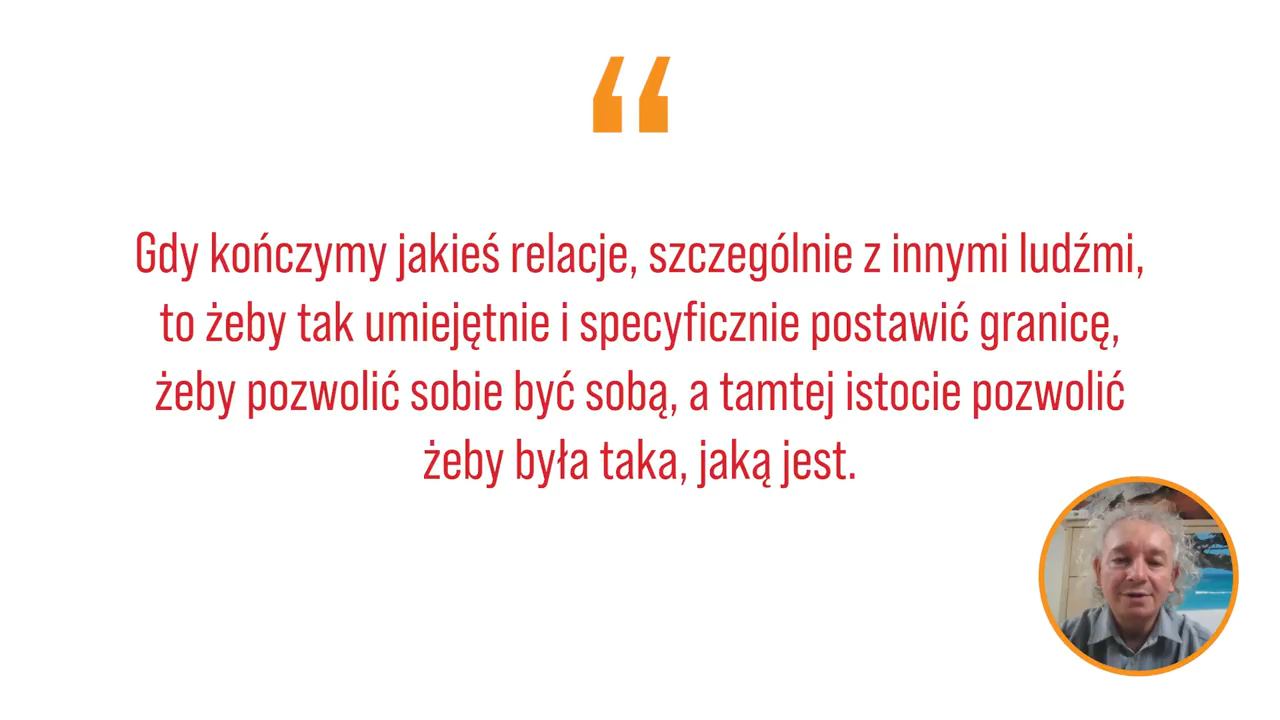 “
Gdy kończymy jakieś relacje, szczególnie z innymi ludźmi,
to żeby tak umiejętnie i specyficznie postawić granicę,
żeby pozwolić sobie być sobą, a tamtej istocie pozwolić
żeby była taka, jaką jest.